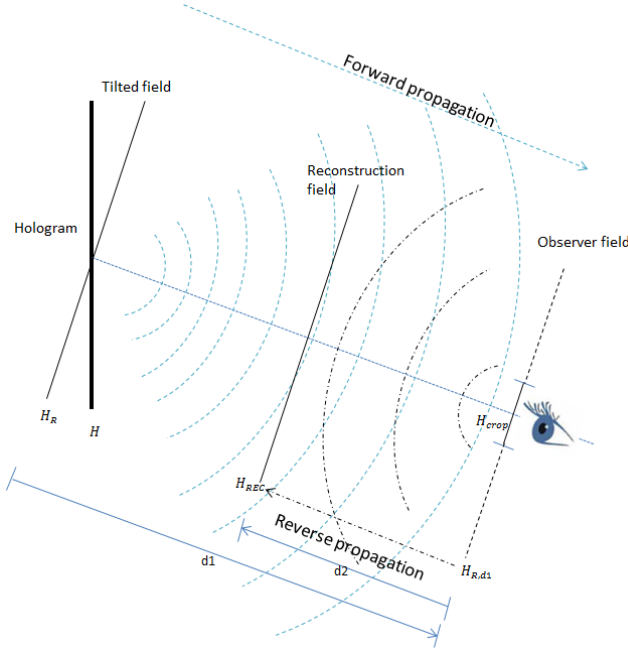 Forward propagation
Tilted field
Reconstruction
field
Hologram
Observer field
H_R
H
H_crop
H_REC
Reverse propagation
d1
d2
H_R,d1